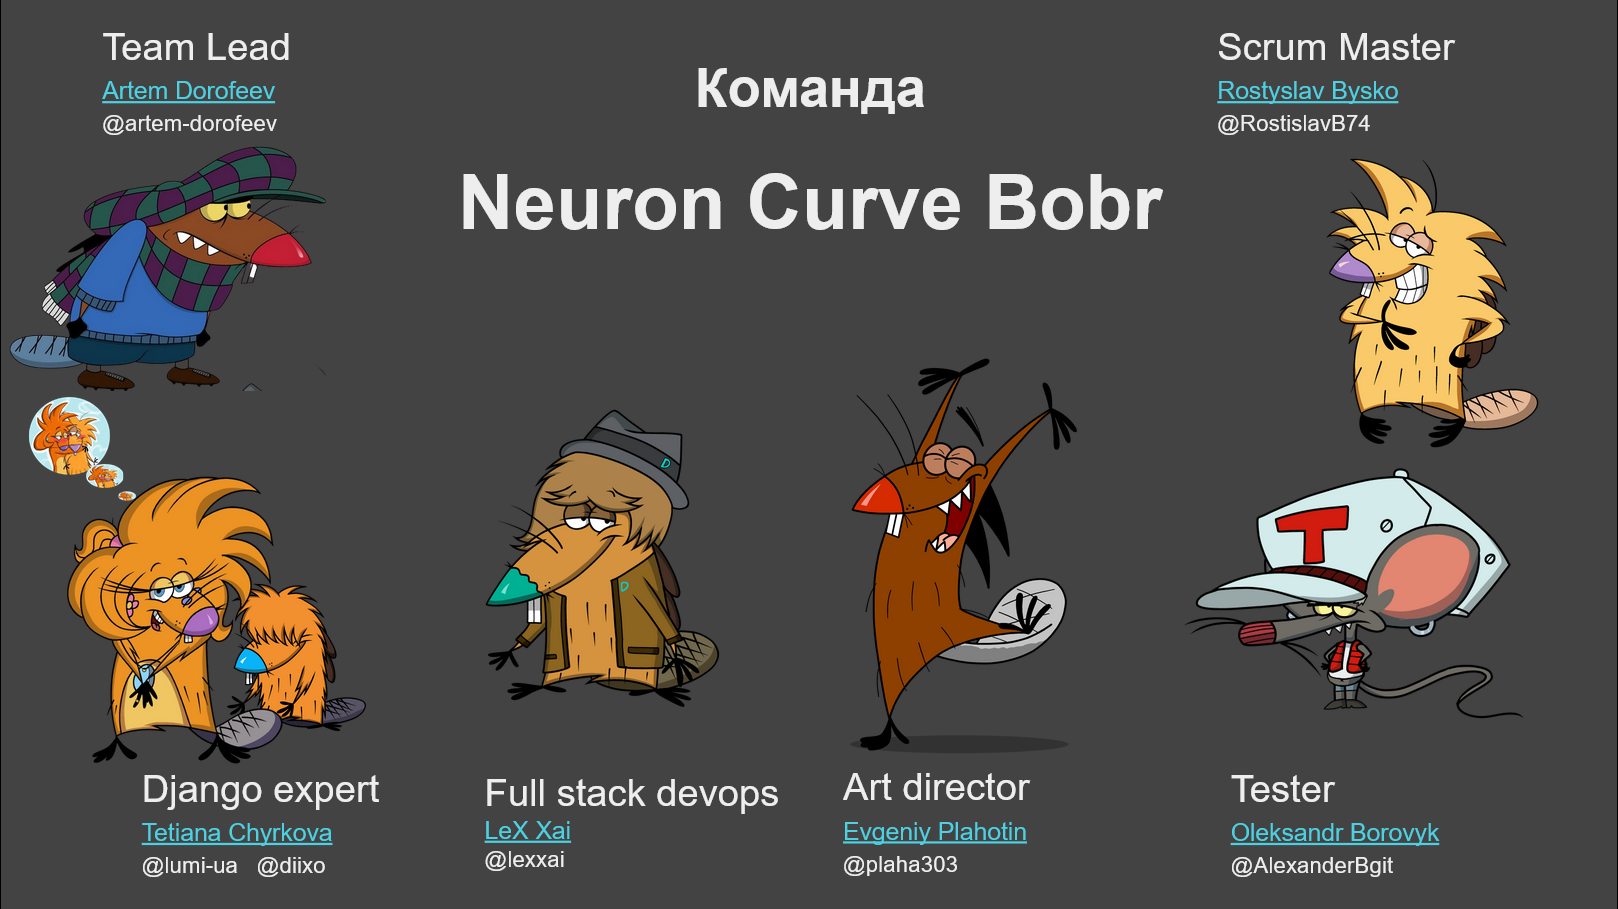 Team Lead
Artem Dorofeev
@artem-dorofeev
Команда
Neuron Curve Bobr
Scrum Master
Rostyslav Bysko
@RostislavB74
D
D
T
Django expert
Tetiana Chyrkova
@lumi-ua @diixo
Full stack devops
LeX Xai
@lexxai
Art director
Evgeniy Plahotin
@plaha303
Tester
Oleksandr Borovyk
@AlexanderBgit